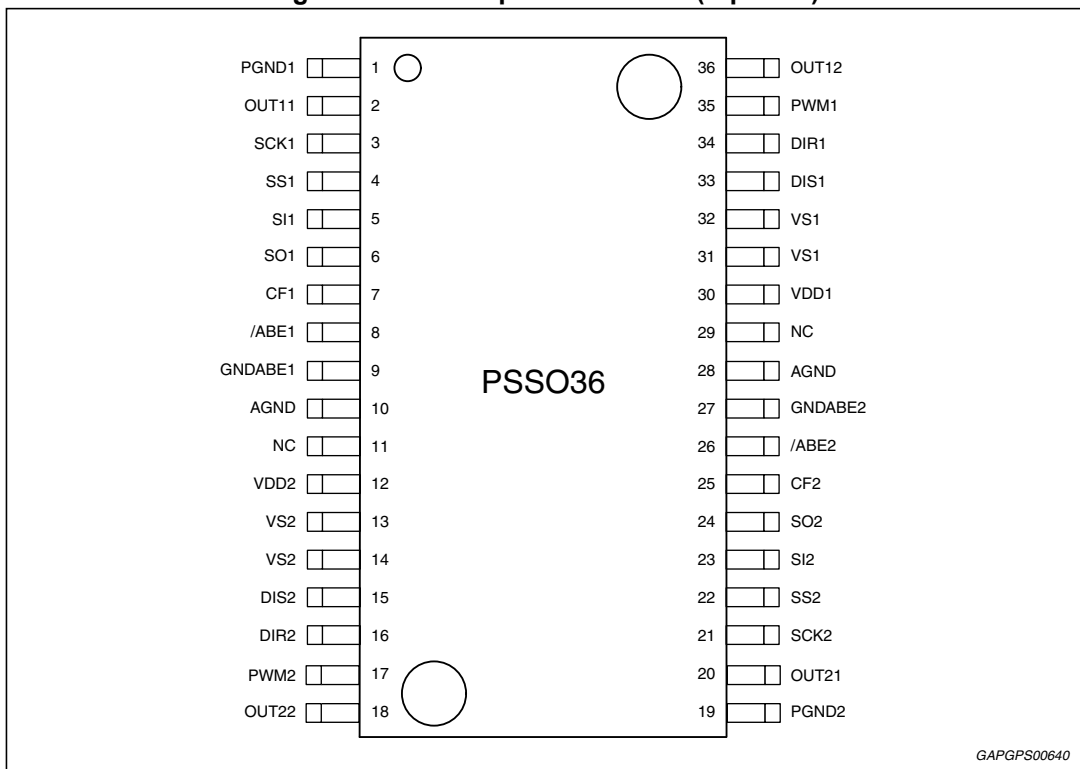 PGND1 1 36 OUT12
OUT11 2 35 PWM1
SCK1 3 34 DIR1
SS1 4 33 DIS1
SI1 5 32 VS1
SO1 6 31 VS1
CF1 7 30 VDD1
/ABE1 8 29 NC
GNDABE1 9 28 AGND
PSSO36
AGND 10 27 GNDABE2
NC 11 26 /ABE2
VDD2 12 25 CF2
VS2 13 24 SO2
VS2 14 23 SI2
DIS2 15 22 SS2
DIR2 16 21 SCK2
PWM2 17 20 OUT21
OUT22 18 19 PGND2
GAPGPS00640